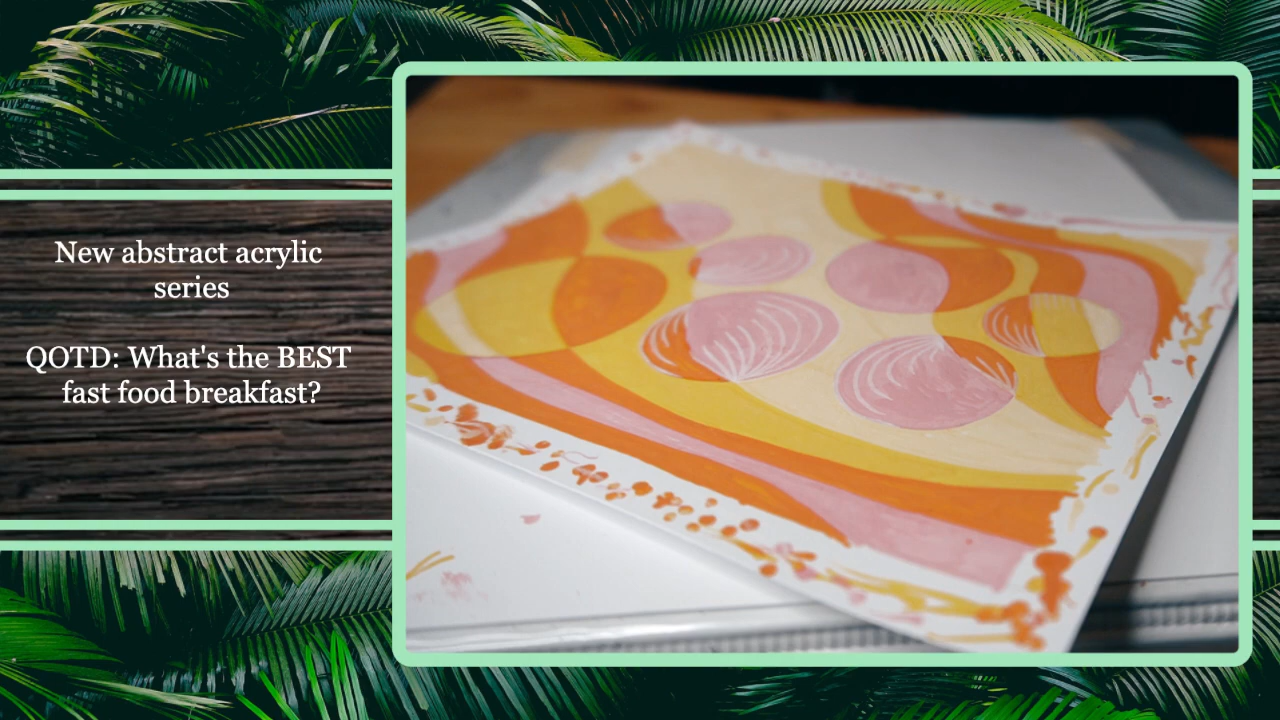 New abstract acrylic
series
QOTD: What's the BEST
fast food breakfast?